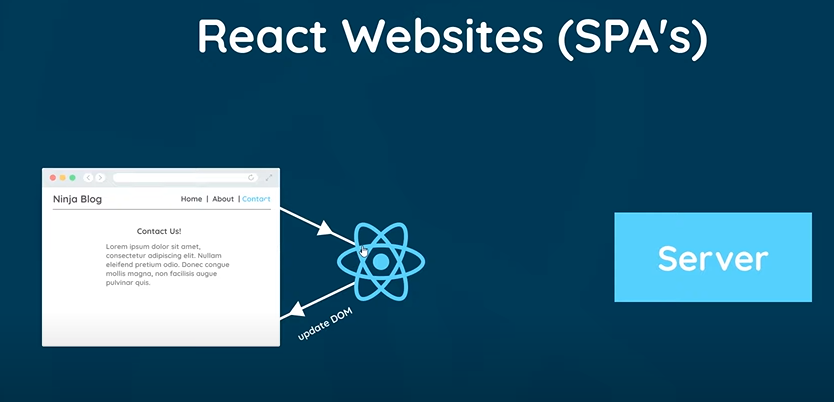 React Websites (SPA's)
Ninja Blog
Home | About | Contact
Contact Us!
Lorem ipsum dolor sit amet,
consectetur adipiscing elit. Nullam
eleifend pretium odio. Donec congue
mollis magna, non facilisis augue
pulvinar quis.
update DOM
Server